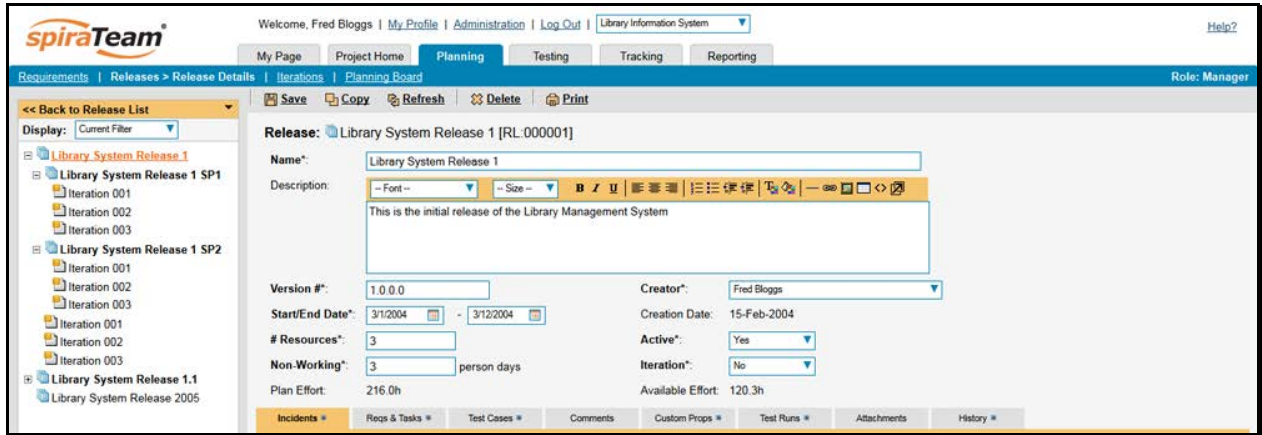 spiraTeam
Welcome, Fred Bloggs | My Profile | Administration | Log Out | Library Information System
Help?
My Page Project Home Planning Testing Tracking Reporting
Requirements | Releases > Release Details | Iterations | Planning Board Role: Manager
<< Back to Release List
Display: Current Filter
Library System Release 1
Library System Release 1 SP1
Iteration 001
Iteration 002
Iteration 003
Library System Release 1 SP2
Iteration 001
Iteration 002
Iteration 003
Iteration 001
Iteration 002
Iteration 003
Library System Release 1.1
Library System Release 2005
Save Copy Refresh Delete Print
Release: Library System Release 1 [RL:000001]
Name*: Library System Release 1
Description: -- Font -- -- Size -- B I U
This is the initial release of the Library Management System
Version #*: 1.0.0.0 Creator*: Fred Bloggs
Start/End Date*: 3/1/2004 - 3/12/2004 Creation Date: 15-Feb-2004
# Resources*: 3 Active*: Yes
Non-Working*: 3 person days Iteration*: No
Plan Effort: 216.0h Available Effort: 120.3h
Incidents Reqs & Tasks Test Cases Comments Custom Props Test Runs Attachments History